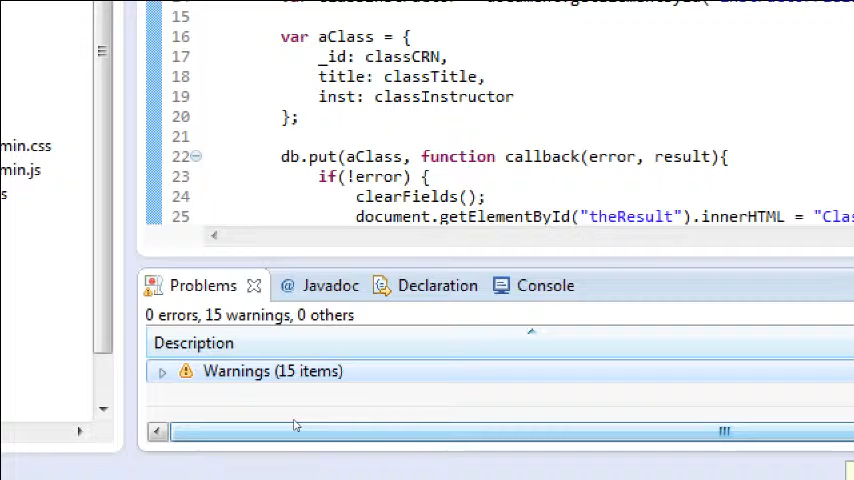 15
16 var aClass = {
17 _id: classCRN,
18 title: classTitle,
19 inst: classInstructor
20 };
21
22 db.put(aClass, function callback(error, result){
23 if(!error) {
24 clearFields();
25 document.getElementById("theResult").innerHTML = "Clas
min.css
min.js
s
Problems @ Javadoc Declaration Console
0 errors, 15 warnings, 0 others
Description
Warnings (15 items)